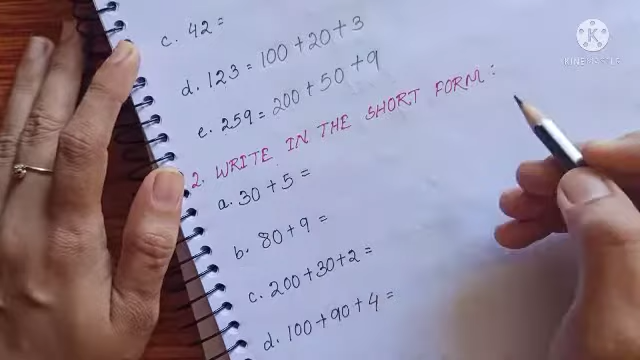 c. 42 =
d. 123 = 100 + 20 + 3
e. 259 = 200 + 50 + 9
2. WRITE IN THE SHORT FORM :
a. 30 + 5 =
b. 80 + 9 =
c. 200 + 30 + 2 =
d. 100 + 90 + 4 =
KINEMASTER